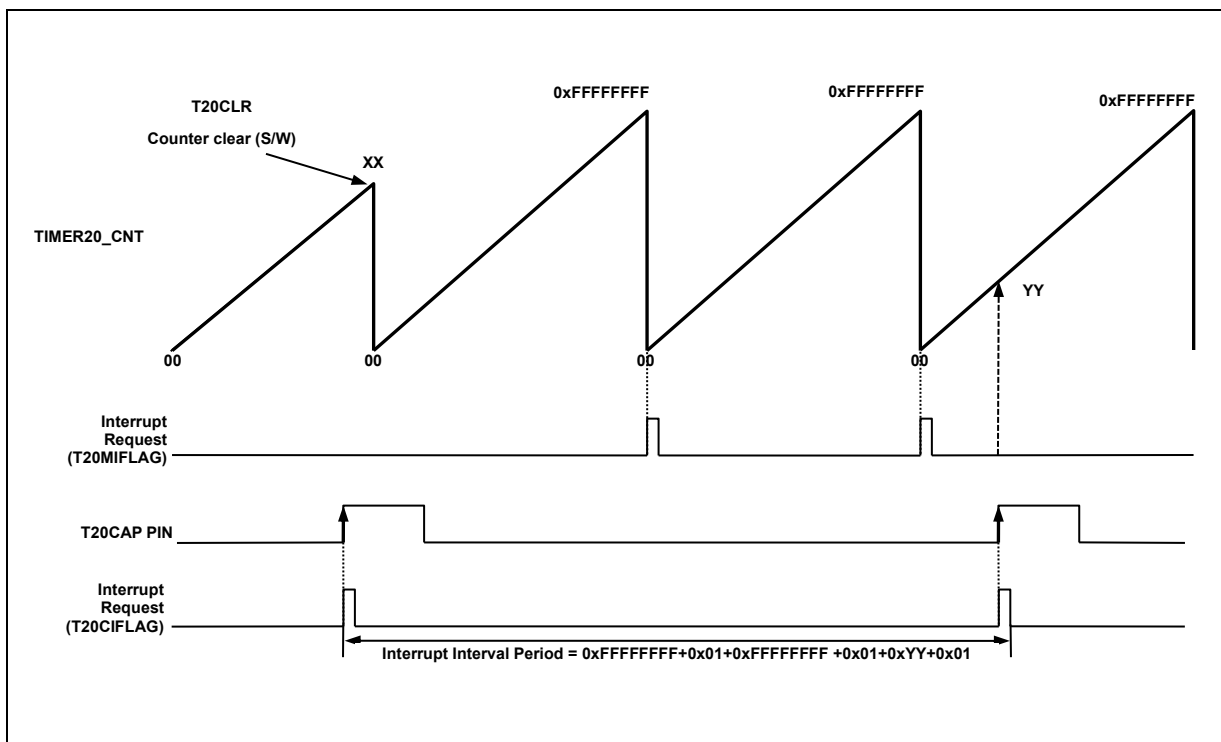 0xFFFFFFFF
0xFFFFFFFF
0xFFFFFFFF
T20CLR
Counter clear (S/W)
XX
TIMER20_CNT
YY
00
00
00
00
Interrupt
Request
(T20MIFLAG)
T20CAP PIN
Interrupt
Request
(T20CIFLAG)
Interrupt Interval Period = 0xFFFFFFFF+0x01+0xFFFFFFFF +0x01+0xYY+0x01